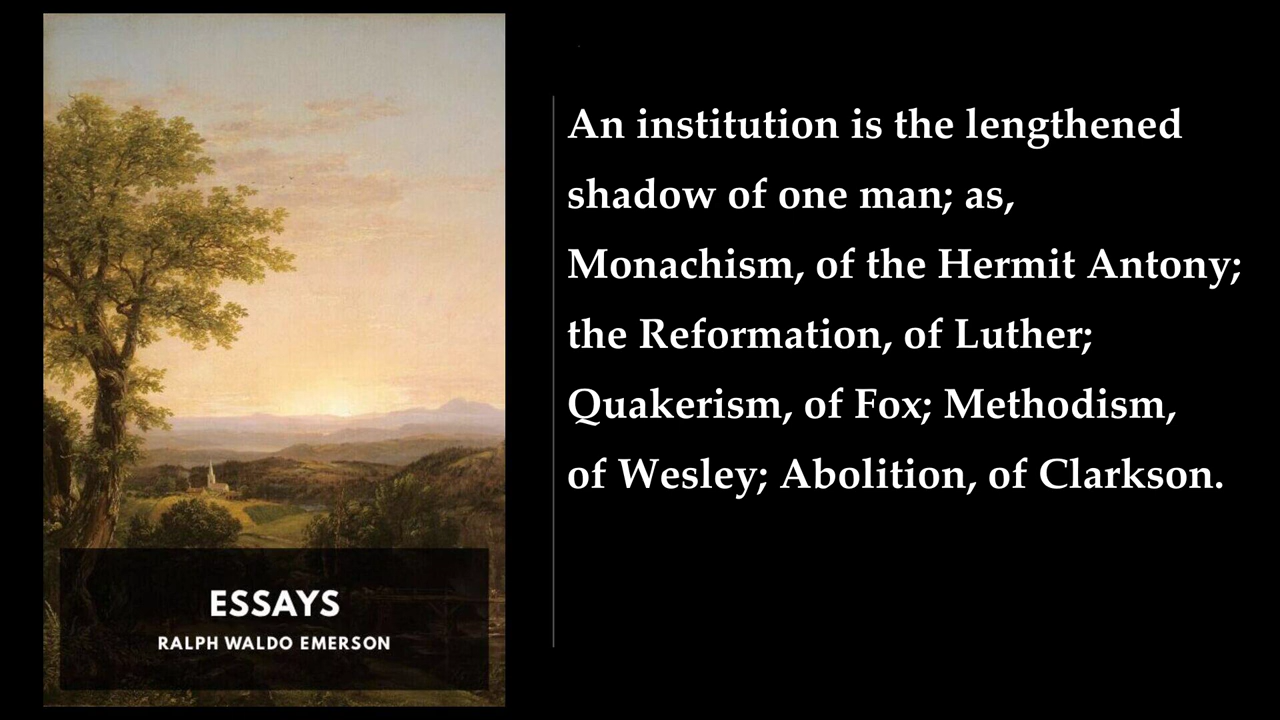 ESSAYS
RALPH WALDO EMERSON
An institution is the lengthened
shadow of one man; as,
Monachism, of the Hermit Antony;
the Reformation, of Luther;
Quakerism, of Fox; Methodism,
of Wesley; Abolition, of Clarkson.